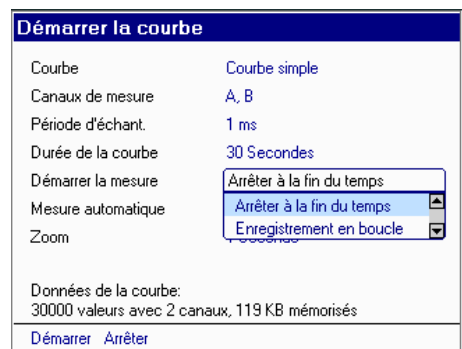 Démarrer la courbe
Courbe Courbe simple
Canaux de mesure A, B
Période d'échant. 1 ms
Durée de la courbe 30 Secondes
Démarrer la mesure Arrêter à la fin du temps
Mesure automatique Arrêter à la fin du temps
Zoom Enregistrement en boucle
Données de la courbe:
30000 valeurs avec 2 canaux, 119 KB mémorisés
Démarrer Arrêter